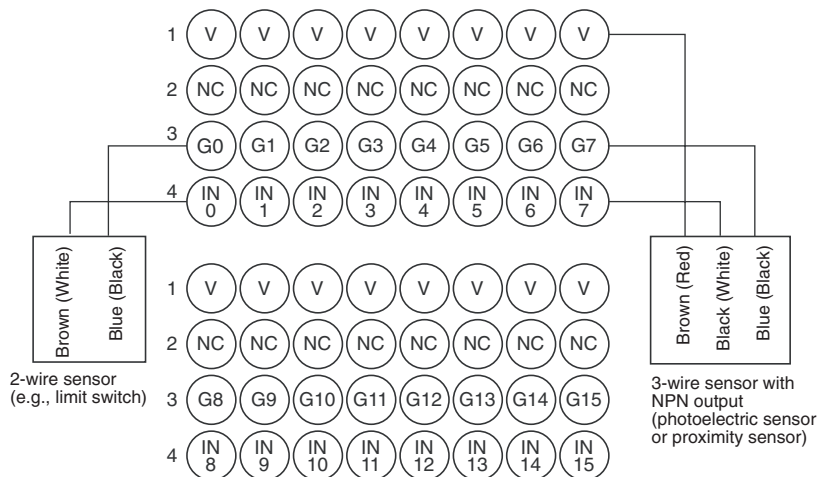 1 V V V V V V V V
2 NC NC NC NC NC NC NC NC
3 G0 G1 G2 G3 G4 G5 G6 G7
4 IN 0 IN 1 IN 2 IN 3 IN 4 IN 5 IN 6 IN 7
Brown (White)
Blue (Black)
2-wire sensor
(e.g., limit switch)
Brown (Red)
Black (White)
Blue (Black)
3-wire sensor with
NPN output
(photoelectric sensor
or proximity sensor)
1 V V V V V V V V
2 NC NC NC NC NC NC NC NC
3 G8 G9 G10 G11 G12 G13 G14 G15
4 IN 8 IN 9 IN 10 IN 11 IN 12 IN 13 IN 14 IN 15